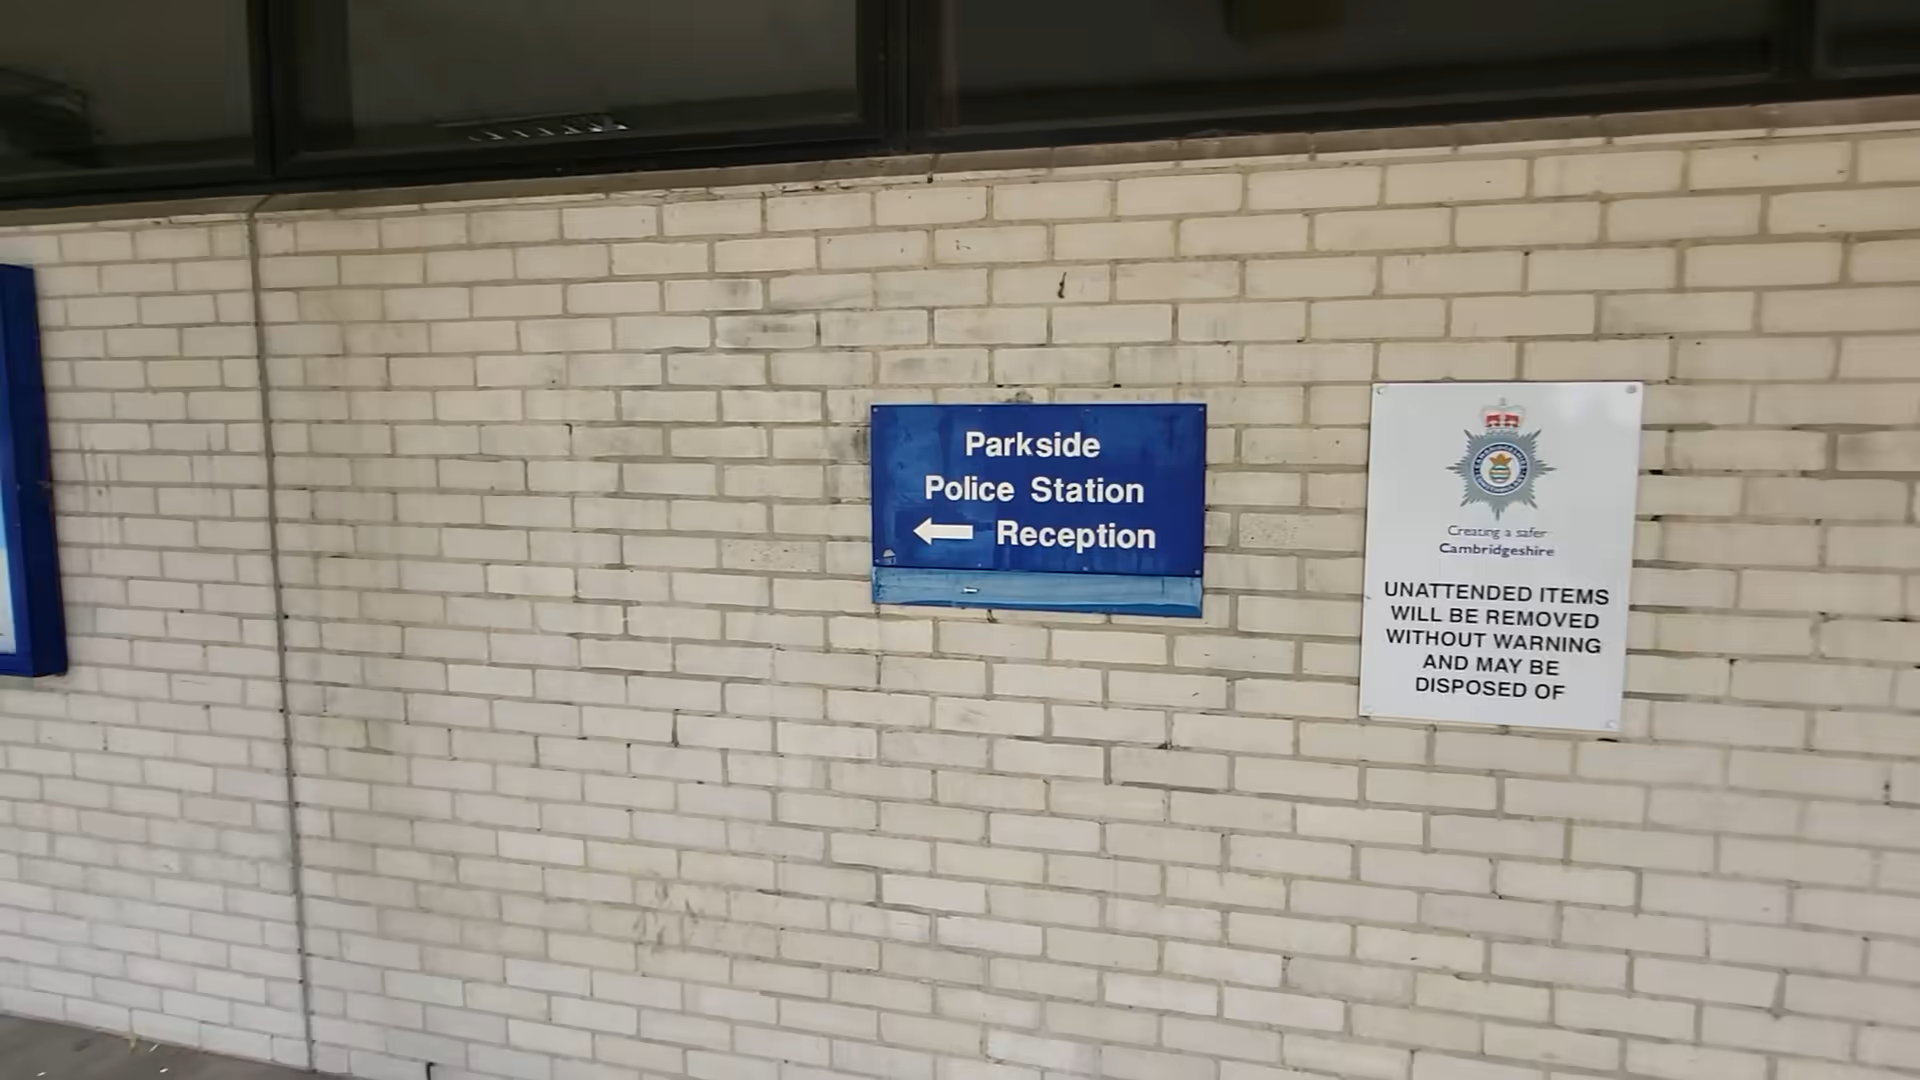 Parkside
Police Station
Reception
Creating a safer
Cambridgeshire
UNATTENDED ITEMS
WILL BE REMOVED
WITHOUT WARNING
AND MAY BE
DISPOSED OF